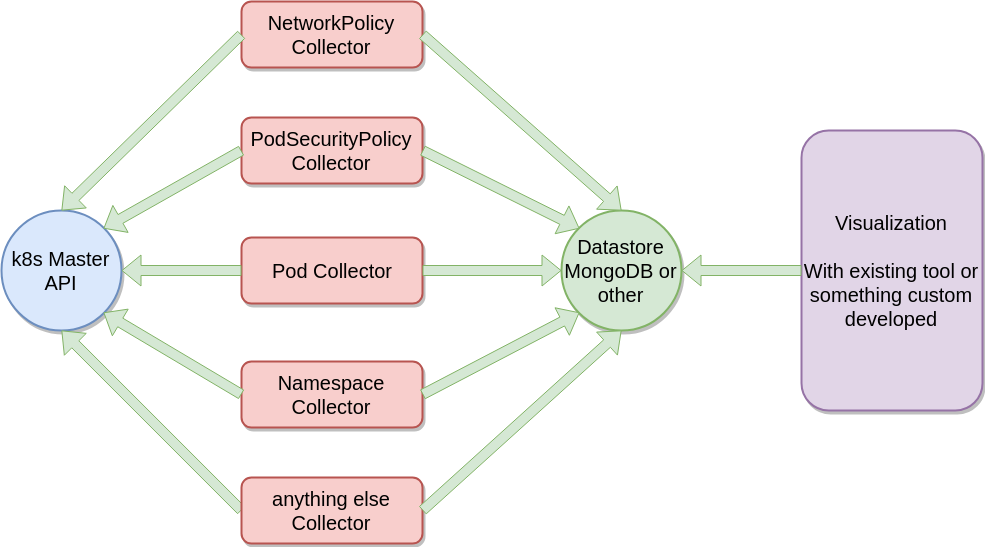 NetworkPolicy
Collector
PodSecurityPolicy
Collector
k8s Master
API
Pod Collector
Datastore
MongoDB or
other
Visualization
With existing tool or
something custom
developed
Namespace
Collector
anything else
Collector